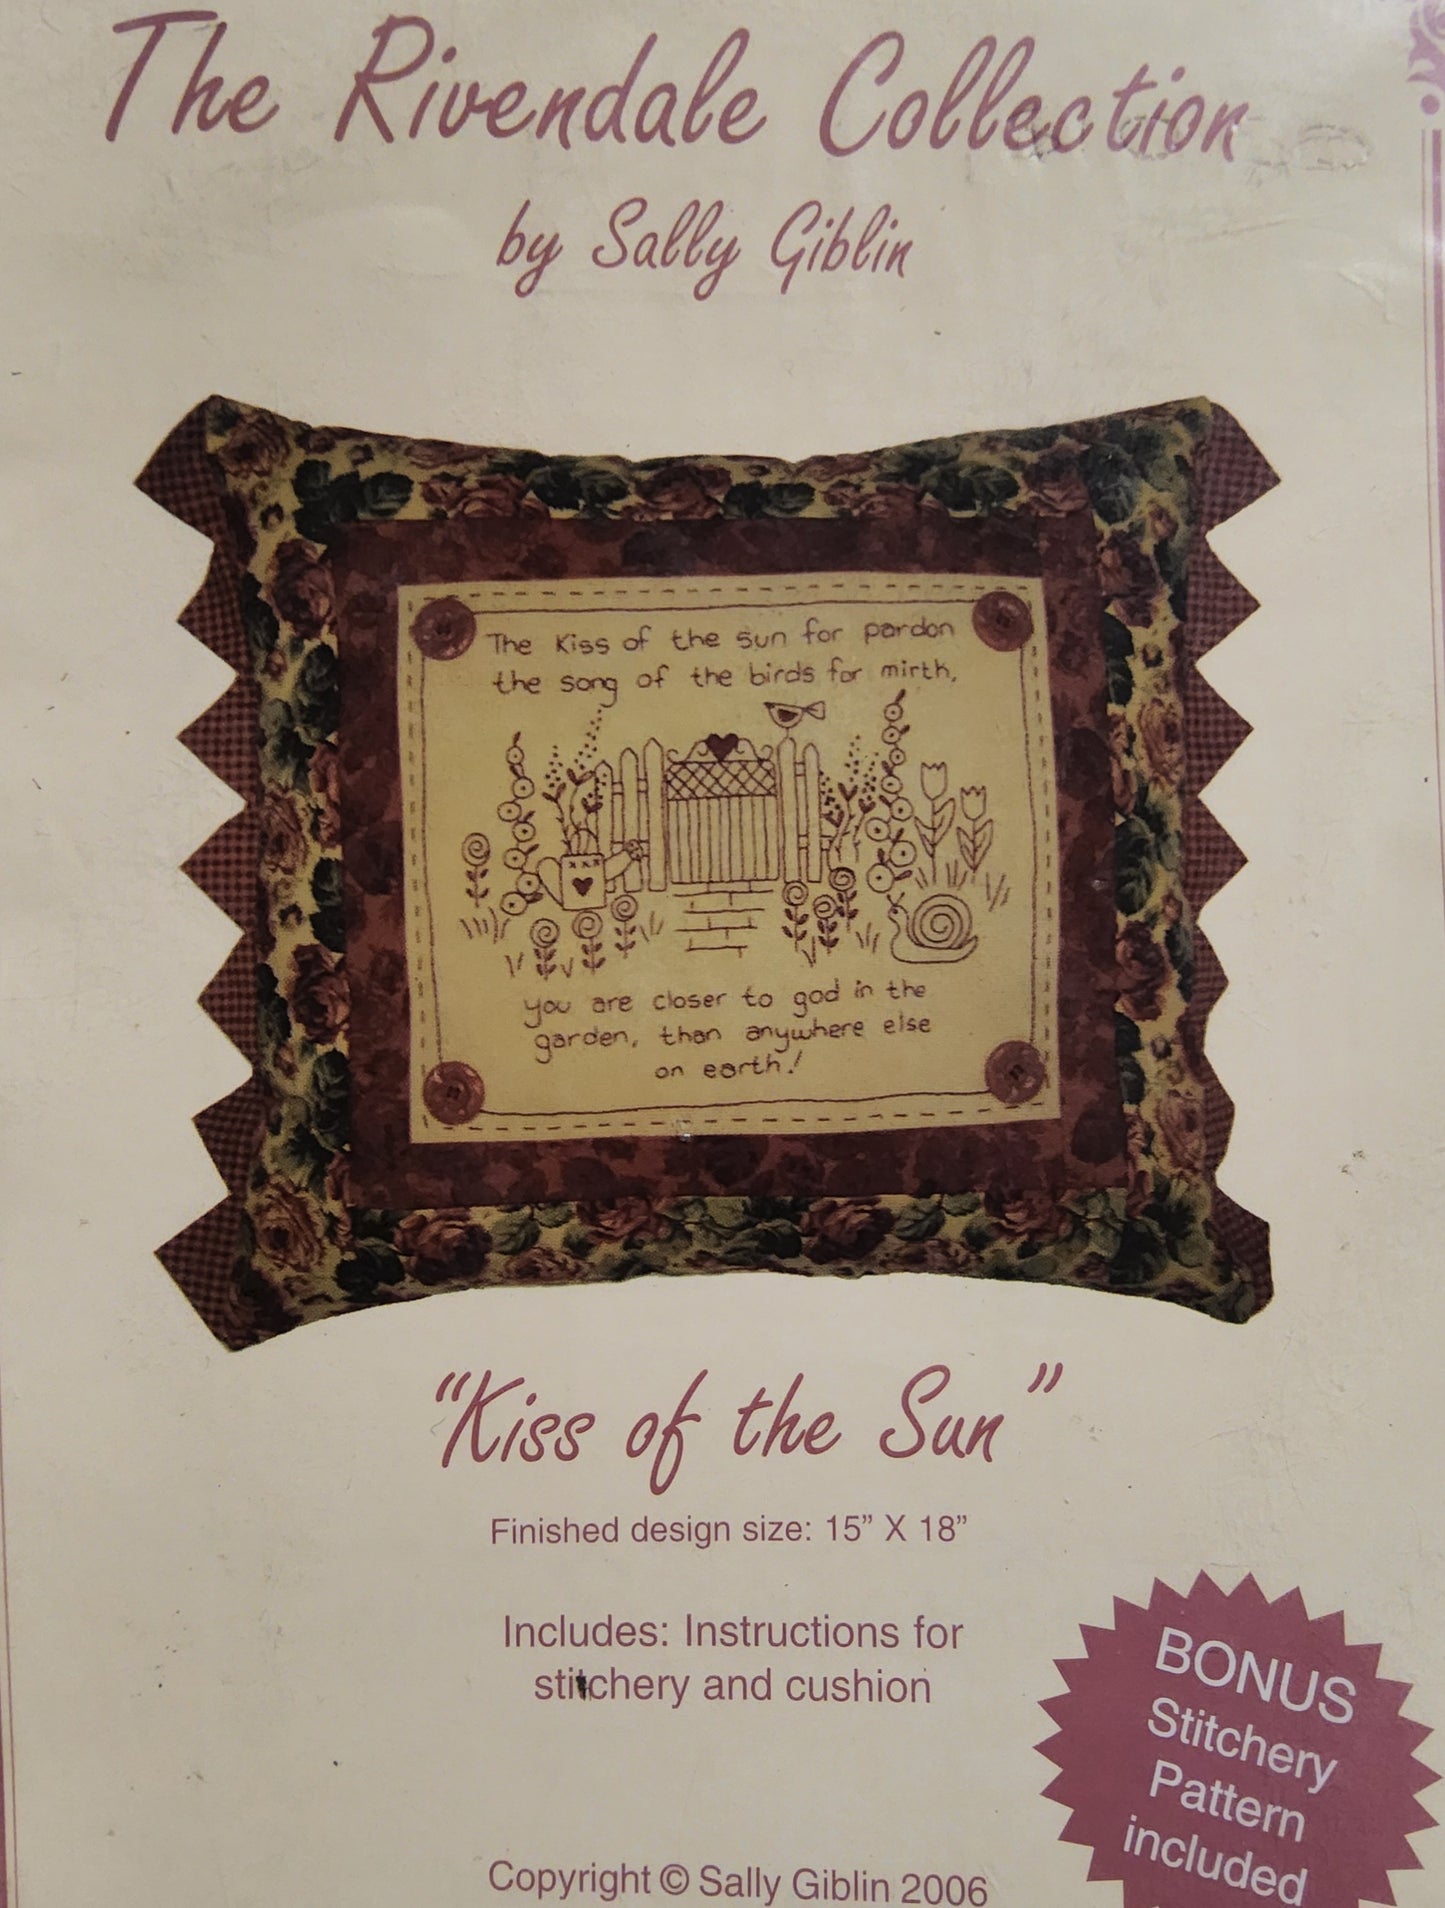 The Rivendale Collection
by Sally Giblin
The Kiss of the sun for pardon
the song of the birds for mirth,
you are closer to god in the
garden, than anywhere else
on earth!
"Kiss of the Sun"
Finished design size: 15" X 18"
Includes: Instructions for
stitchery and cushion
BONUS
Stitchery
Pattern
included
Copyright © Sally Giblin 2006